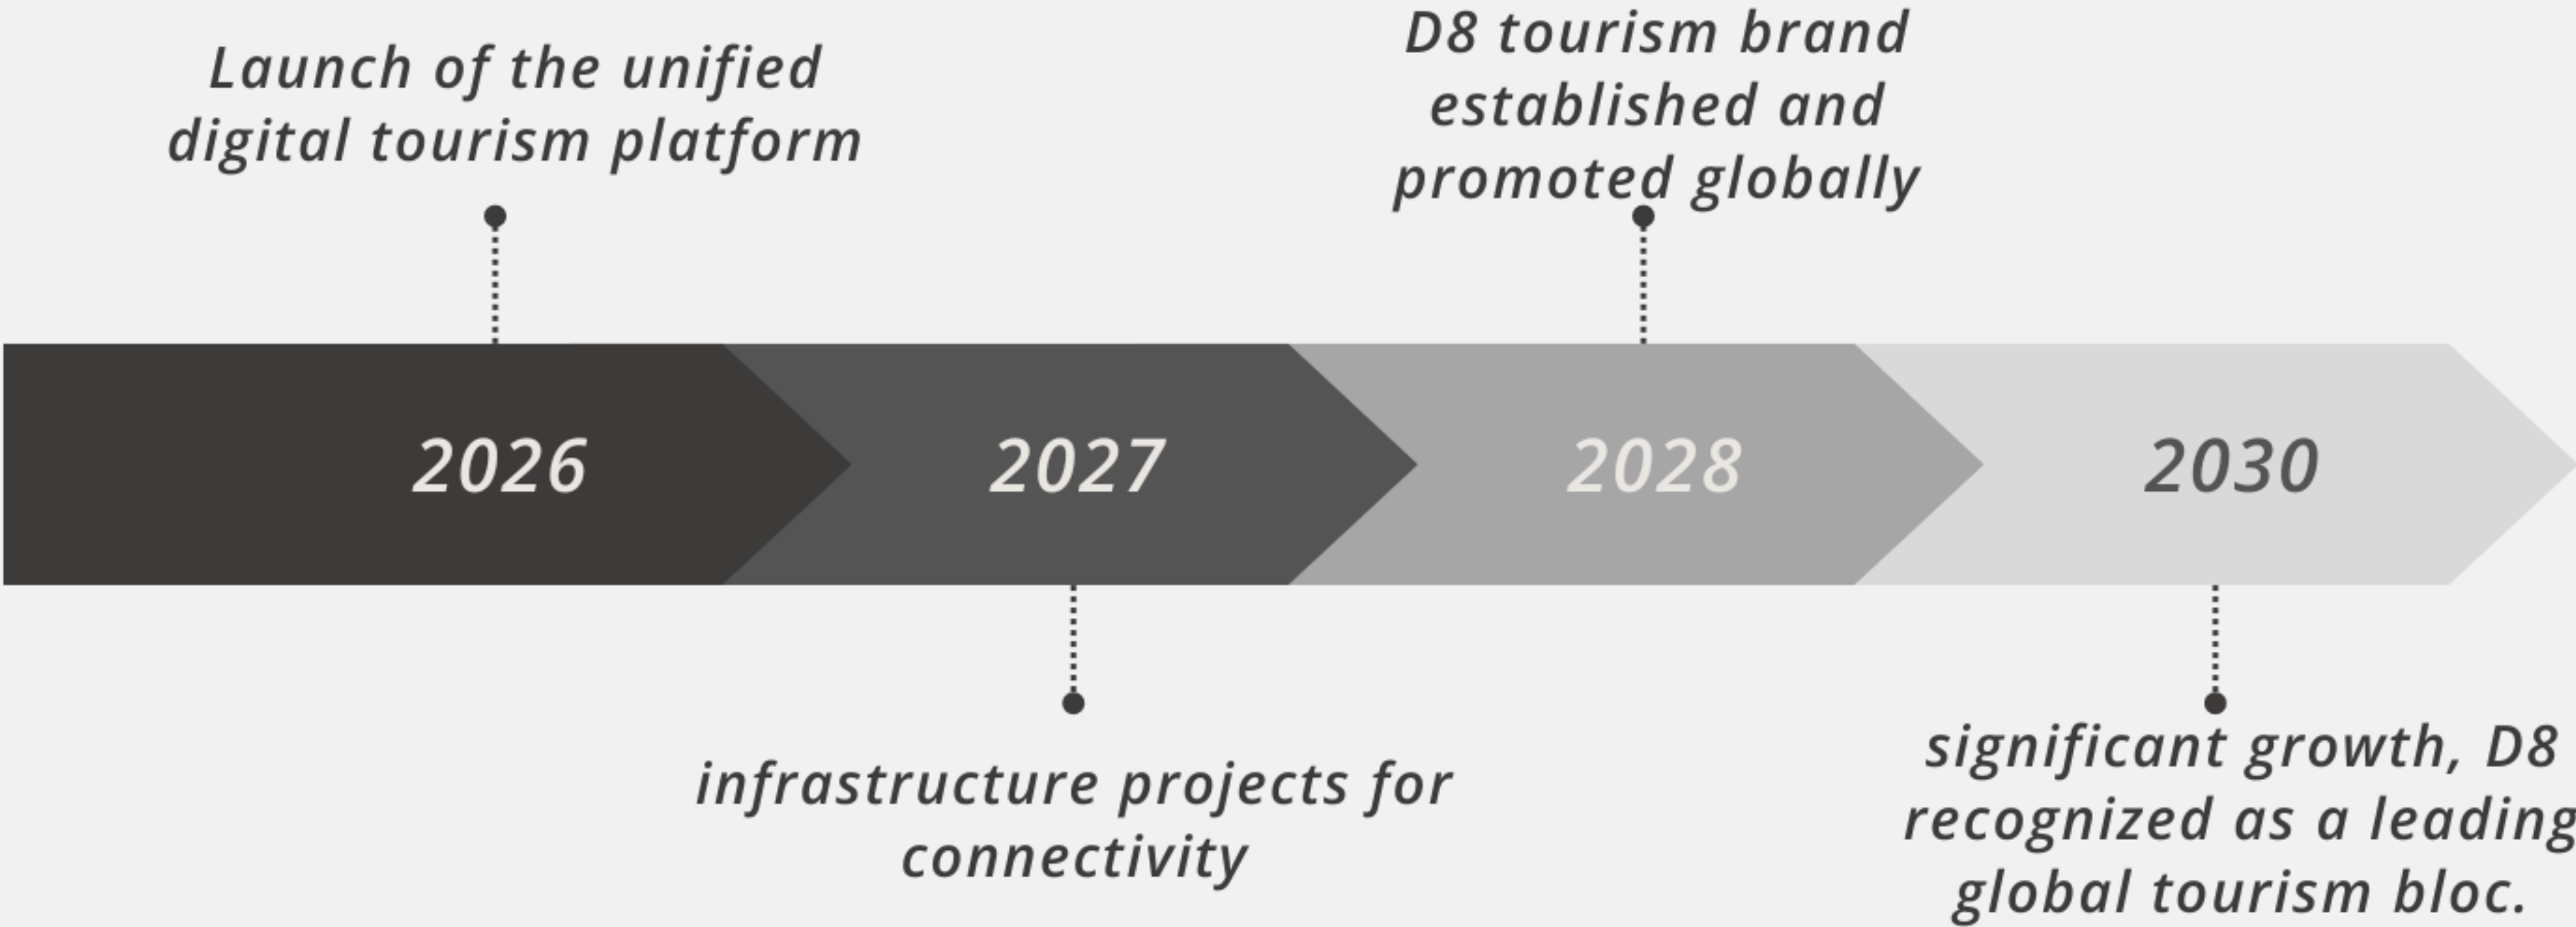 Launch of the unified
digital tourism platform
D8 tourism brand
established and
promoted globally
2026
2027
2028
2030
infrastructure projects for
connectivity
significant growth, D8
recognized as a leading
global tourism bloc.